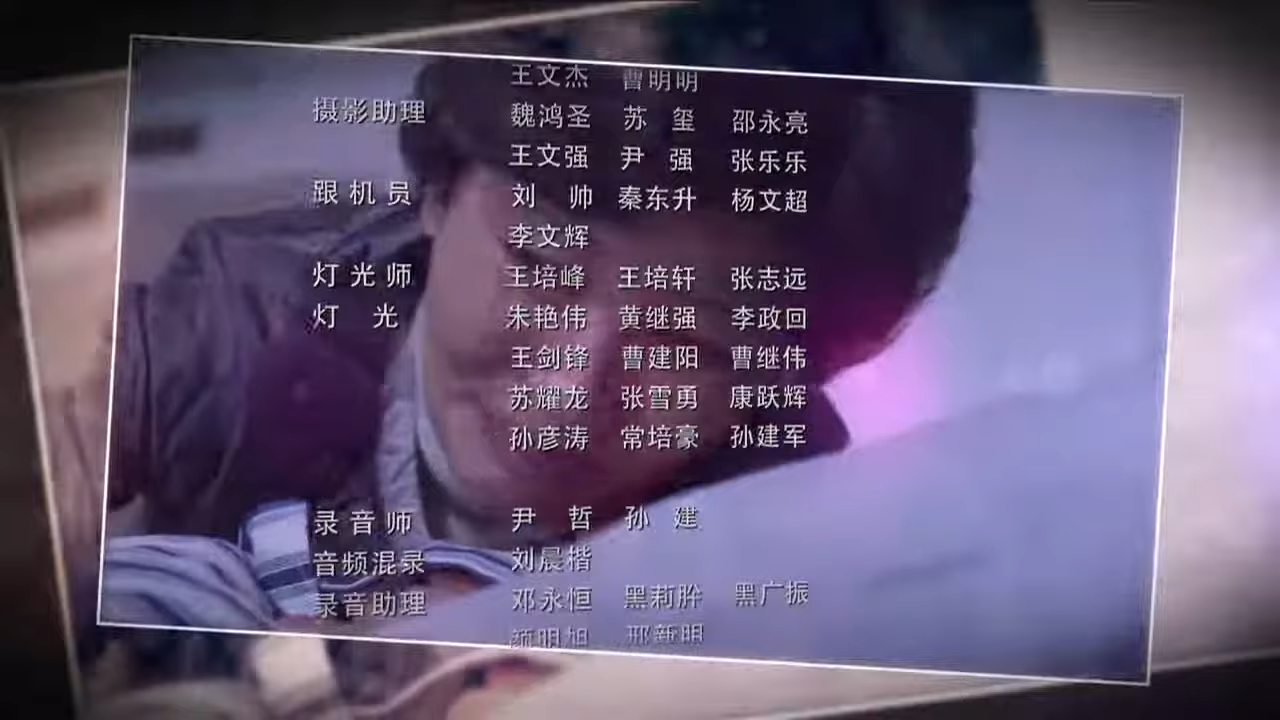 王文杰 曹明明
摄影助理 魏鸿圣 苏 玺 邵永亮
王文强 尹 强 张乐乐
跟机员 刘 帅 秦东升 杨文超
李文辉
灯光师 王培峰 王培轩 张志远
灯 光 朱艳伟 黄继强 李政回
王剑锋 曹建阳 曹继伟
苏耀龙 张雪勇 康跃辉
孙彦涛 常培豪 孙建军
录音师 尹 哲 孙 建
音频混录 刘晨楷
录音助理 邓永恒 黑莉肸 黑广振
颜明旭 邢新明